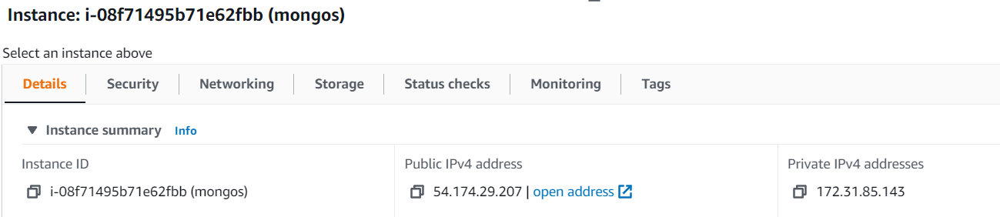 Instance: i-08f71495b71e62fbb (mongos)
Select an instance above
Details Security Networking Storage Status checks Monitoring Tags
Instance summary Info
Instance ID Public IPv4 address Private IPv4 addresses
i-08f71495b71e62fbb (mongos) 54.174.29.207 | open address 172.31.85.143